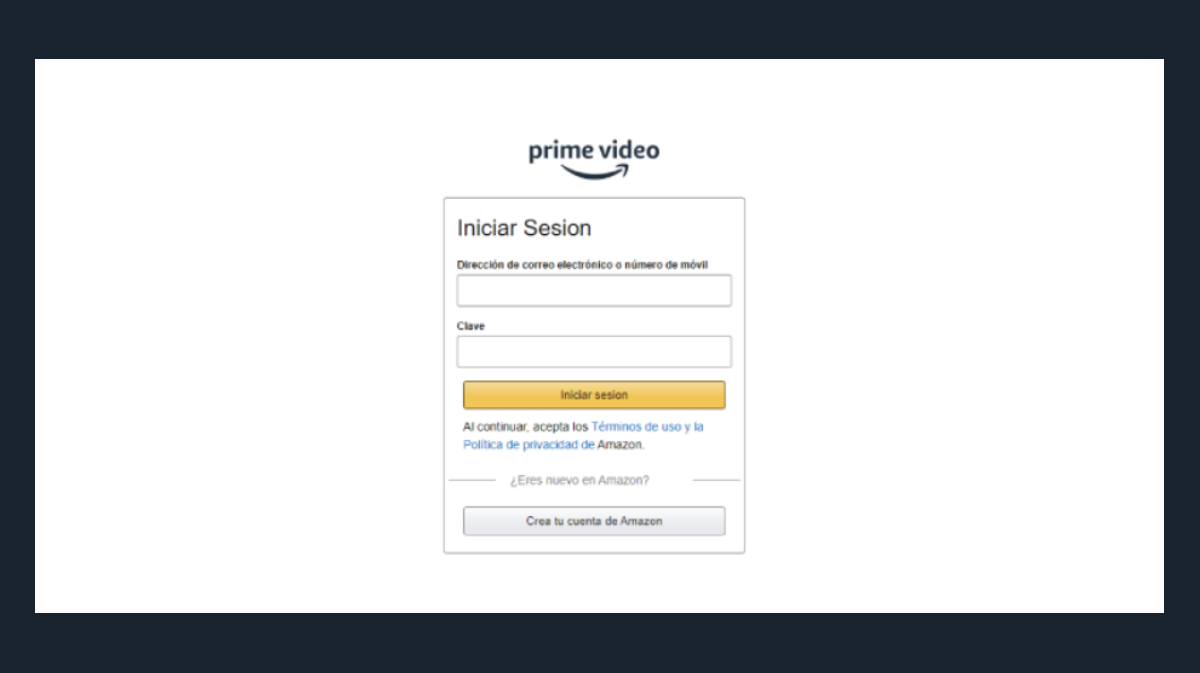 prime video
Iniciar Sesion
Dirección de correo electrónico o número de móvil
Clave
Iniciar sesion
Al continuar, acepta los Términos de uso y la
Política de privacidad de Amazon.
¿Eres nuevo en Amazon?
Crea tu cuenta de Amazon